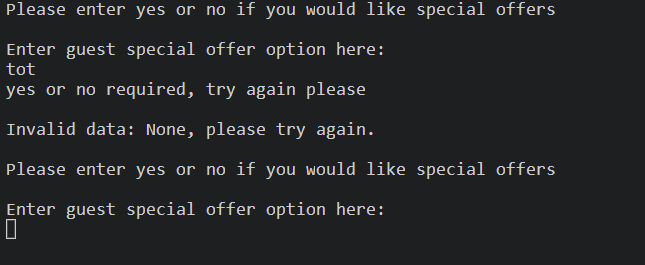 Please enter yes or no if you would like special offers
Enter guest special offer option here:
tot
yes or no required, try again please
Invalid data: None, please try again.
Please enter yes or no if you would like special offers
Enter guest special offer option here: